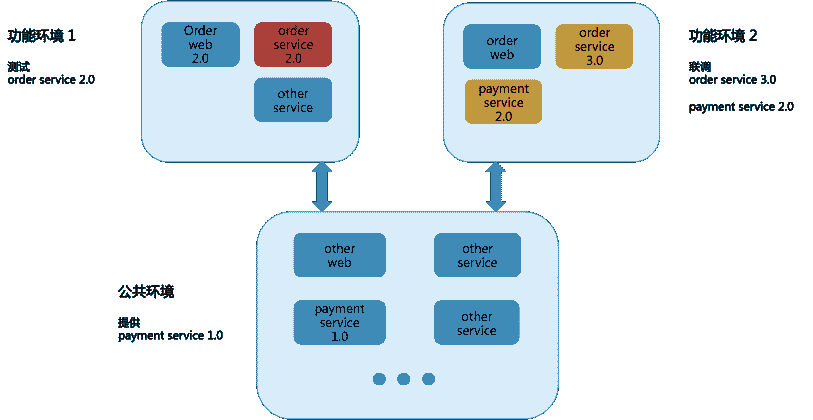 功能环境 1
测试
order service 2.0
Order
web
2.0
order
service
2.0
other
service
order
web
order
service
3.0
payment
service
2.0
功能环境 2
联调
order service 3.0
payment service 2.0
公共环境
提供
payment service 1.0
other
web
other
service
payment
service
1.0
other
service